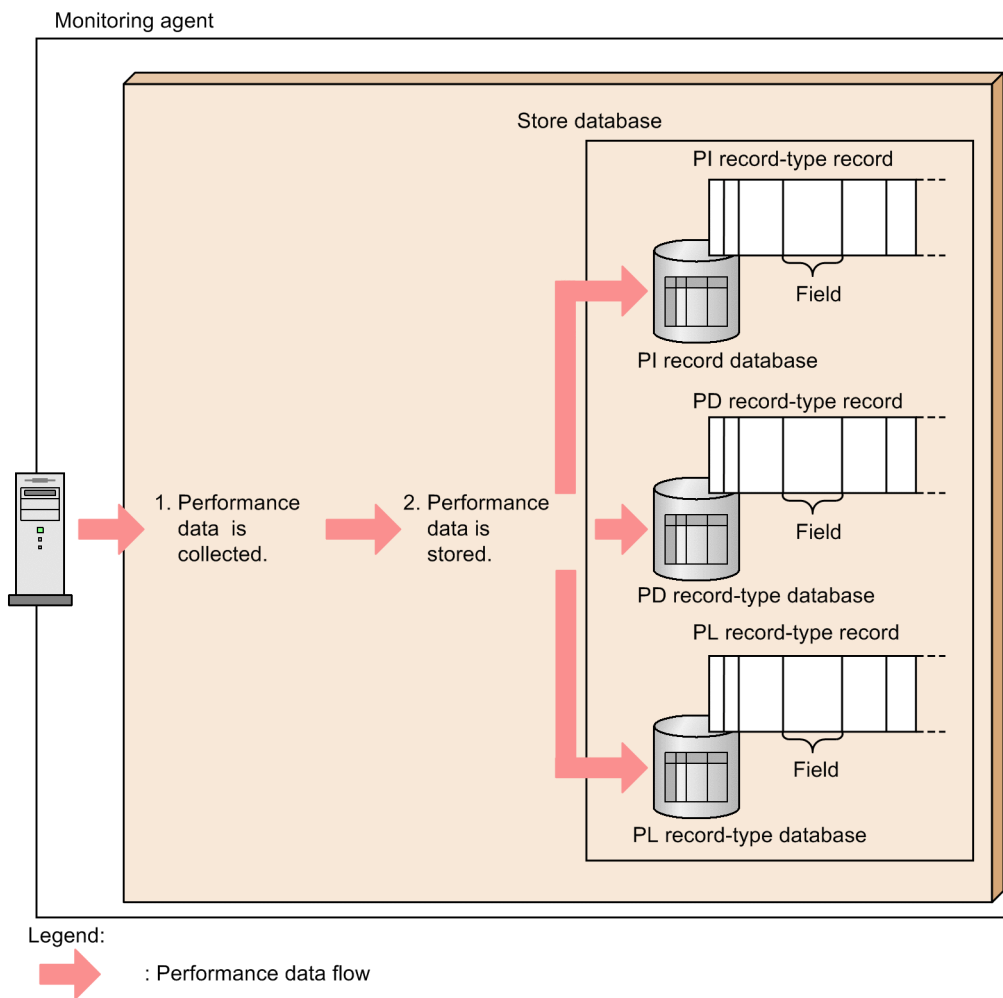 Monitoring agent
Store database
PI record-type record
Field
PI record database
PD record-type record
1. Performance
data is
collected.
2. Performance
data is
stored.
Field
PD record-type database
PL record-type record
Field
PL record-type database
Legend:
: Performance data flow